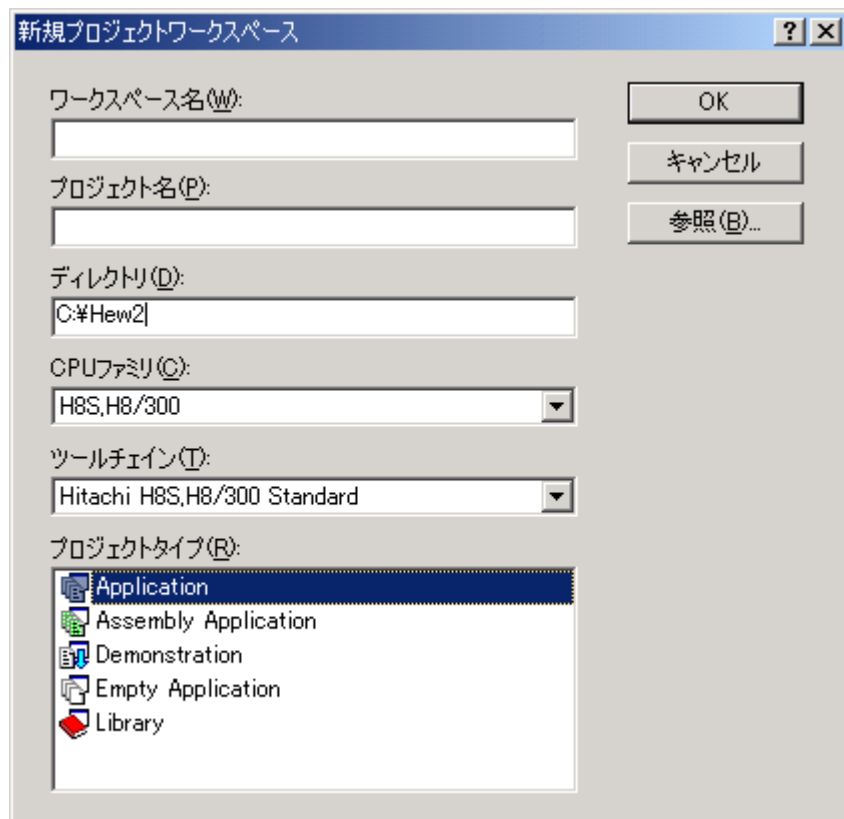 新規プロジェクトワークスペース
ワークスペース名(W):
OK
キャンセル
プロジェクト名(P):
参照(B)...
ディレクトリ(D):
C:¥Hew2
CPUファミリ(C):
H8S,H8/300
ツールチェイン(T):
Hitachi H8S,H8/300 Standard
プロジェクトタイプ(R):
Application
Assembly Application
Demonstration
Empty Application
Library